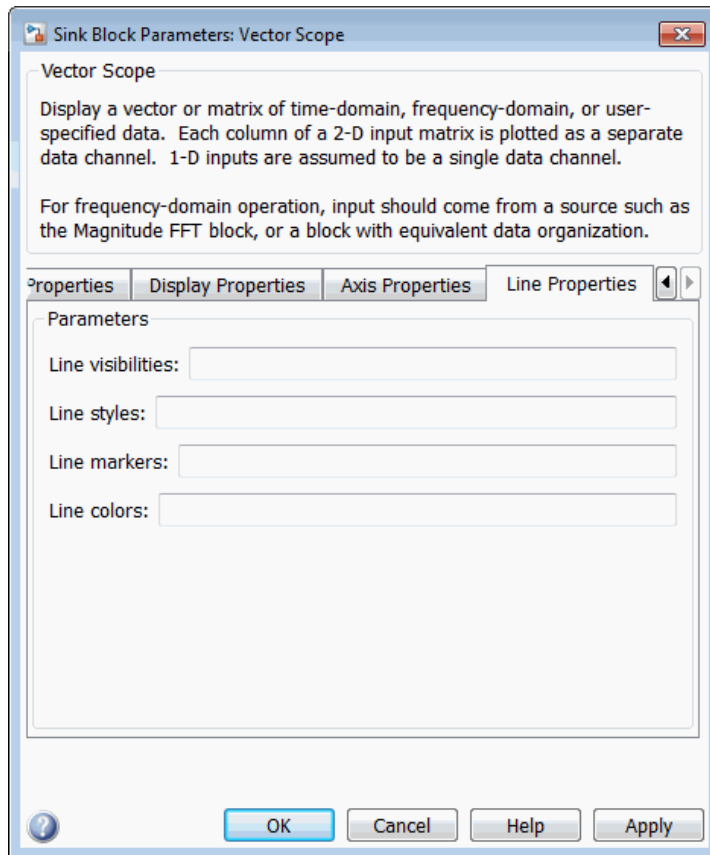 Sink Block Parameters: Vector Scope
Vector Scope
Display a vector or matrix of time-domain, frequency-domain, or user-
specified data.  Each column of a 2-D input matrix is plotted as a separate
data channel.  1-D inputs are assumed to be a single data channel.
For frequency-domain operation, input should come from a source such as
the Magnitude FFT block, or a block with equivalent data organization.
Properties Display Properties Axis Properties Line Properties
Parameters
Line visibilities:
Line styles:
Line markers:
Line colors:
OK Cancel Help Apply